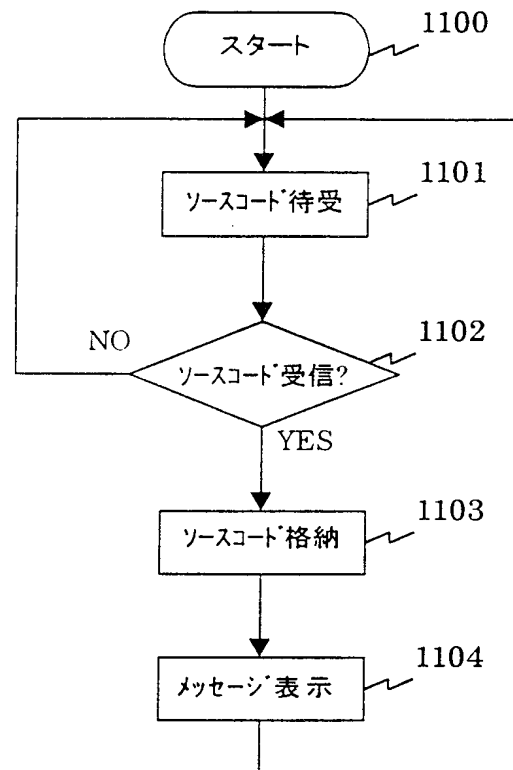 スタート
1100
ソースコード待受
1101
ソースコード受信?
1102
NO
YES
ソースコード格納
1103
メッセージ表示
1104